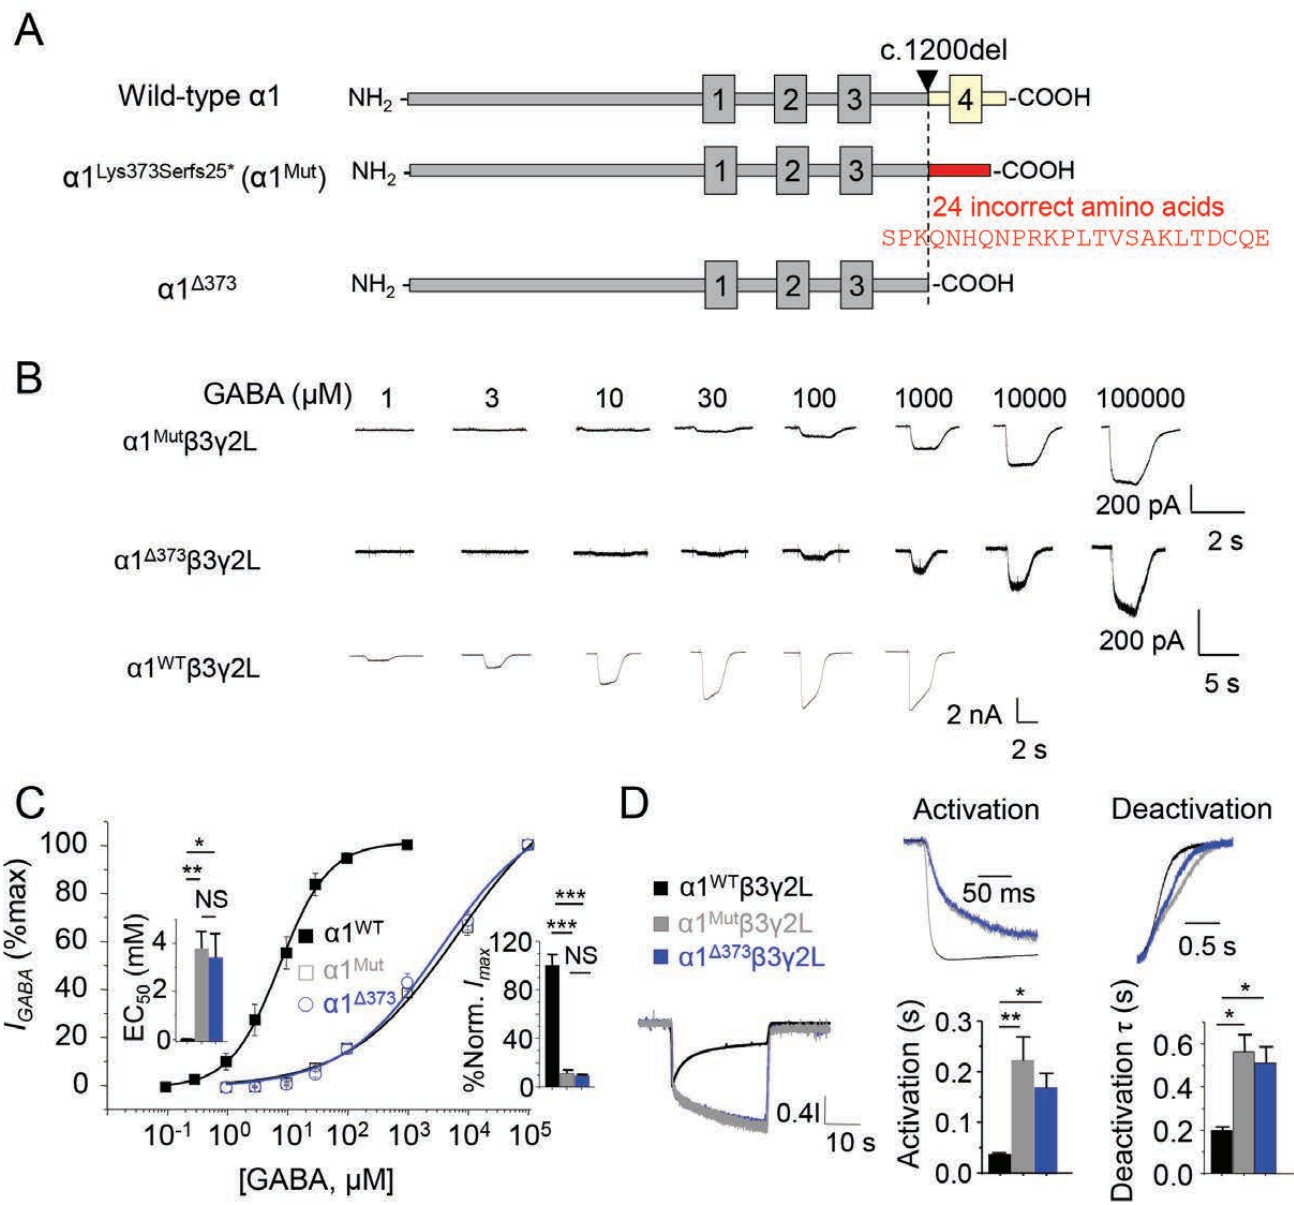 A
c.1200del
Wild-type α1 NH2 1 2 3 4 -COOH
α1Lys373Serfs25* (α1Mut) NH2 1 2 3 -COOH
24 incorrect amino acids
SPKQNHQNPRKPLTVSAKLTDCQE
α1Δ373 NH2 1 2 3 -COOH
B
GABA (μM) 1 3 10 30 100 1000 10000 100000
α1Mutβ3γ2L
200 pA
2 s
α1Δ373β3γ2L
200 pA
5 s
α1WTβ3γ2L
2 nA
2 s
C
IGABA (%max)
100
80
60
40
20
0
10-1 100 101 102 103 104 105
[GABA, μM]
*
**
NS
EC50 (mM)
4
2
0
α1WT
α1Mut
α1Δ373
***
***
NS
%Norm. Imax
120
80
40
0
D
α1WTβ3γ2L
α1Mutβ3γ2L
α1Δ373β3γ2L
0.4I
10 s
Activation
50 ms
Deactivation
0.5 s
*
**
Activation (s)
0.3
0.2
0.1
0.0
*
*
Deactivation τ (s)
0.6
0.4
0.2
0.0